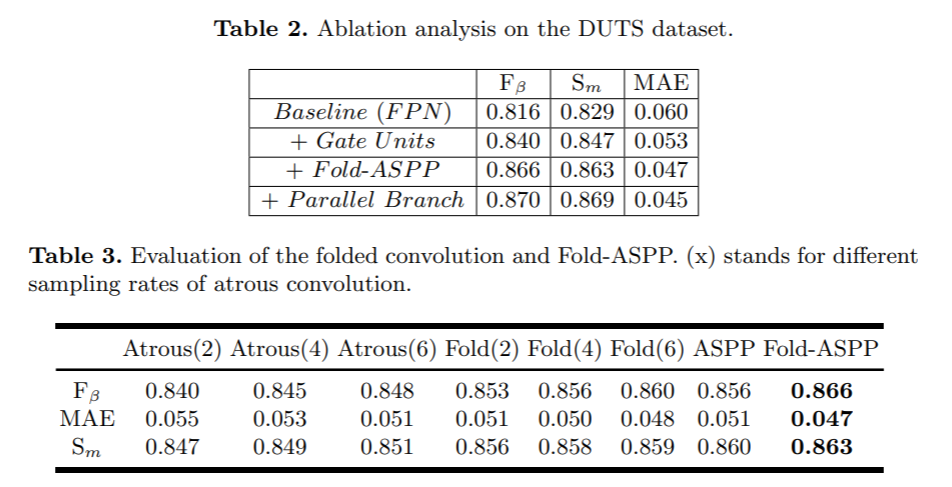 Table 2. Ablation analysis on the DUTS dataset.
Fβ Sm MAE
Baseline (FPN) 0.816 0.829 0.060
+ Gate Units 0.840 0.847 0.053
+ Fold-ASPP 0.866 0.863 0.047
+ Parallel Branch 0.870 0.869 0.045
Table 3. Evaluation of the folded convolution and Fold-ASPP. (x) stands for different
sampling rates of atrous convolution.
Atrous(2) Atrous(4) Atrous(6) Fold(2) Fold(4) Fold(6) ASPP Fold-ASPP
Fβ 0.840 0.845 0.848 0.853 0.856 0.860 0.856 0.866
MAE 0.055 0.053 0.051 0.051 0.050 0.048 0.051 0.047
Sm 0.847 0.849 0.851 0.856 0.858 0.859 0.860 0.863